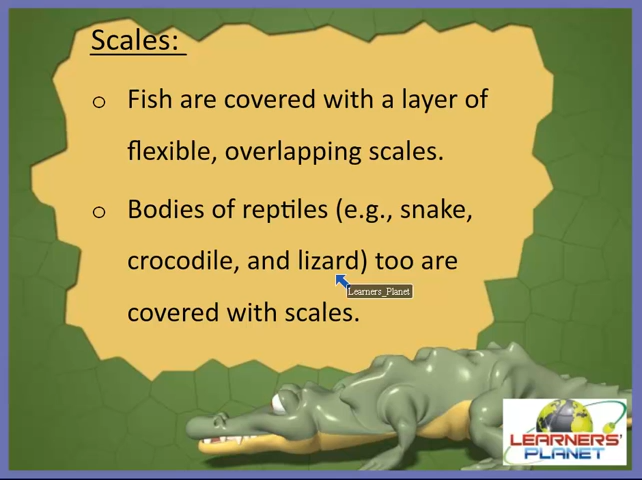 Scales:
o Fish are covered with a layer of
flexible, overlapping scales.
o Bodies of reptiles (e.g., snake,
crocodile, and lizard) too are
Learners_Planet
covered with scales.
LEARNERS'
PLANET